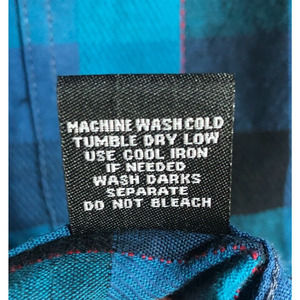 MACHINE WASH COLD
TUMBLE DRY LOW
USE COOL IRON
IF NEEDED
WASH DARKS
SEPARATE
DO NOT BLEACH